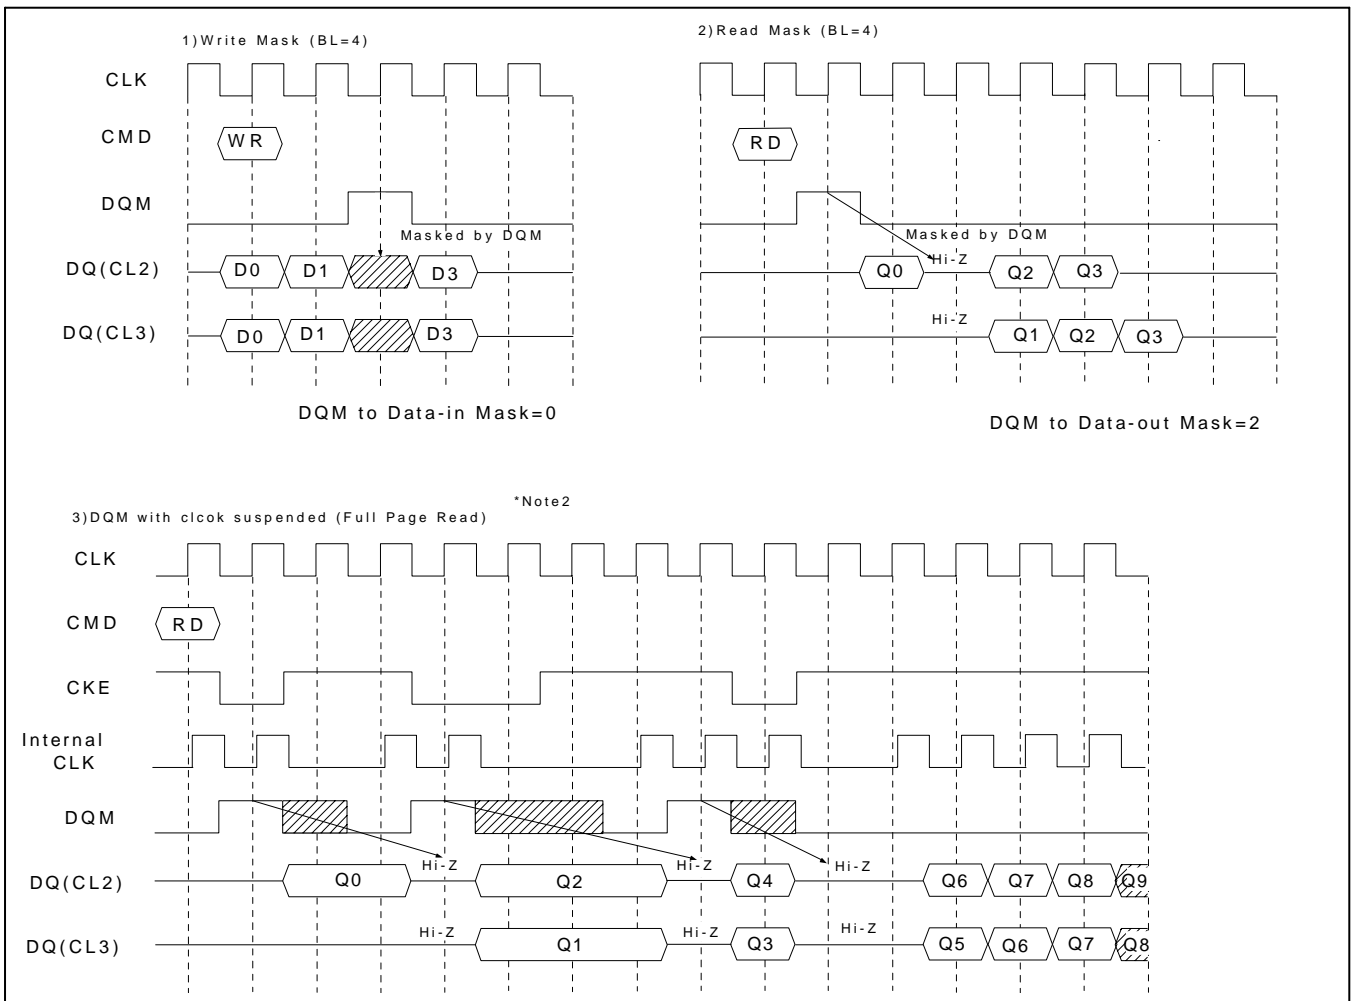 1)Write Mask (BL=4)
CLK
CMD
WR
DQM
Masked by DQM
DQ(CL2)
D0 D1 D3
DQ(CL3)
D0 D1 D3
DQM to Data-in Mask=0
2)Read Mask (BL=4)
RD
Masked by DQM
Hi-Z
Q0 Q2 Q3
Hi-Z
Q1 Q2 Q3
DQM to Data-out Mask=2
*Note2
3)DQM with clcok suspended (Full Page Read)
CLK
CMD
RD
CKE
Internal
CLK
DQM
Hi-Z Hi-Z Hi-Z
DQ(CL2)
Q0 Q2 Q4 Q6 Q7 Q8 Q9
Hi-Z Hi-Z Hi-Z
DQ(CL3)
Q1 Q3 Q5 Q6 Q7 Q8